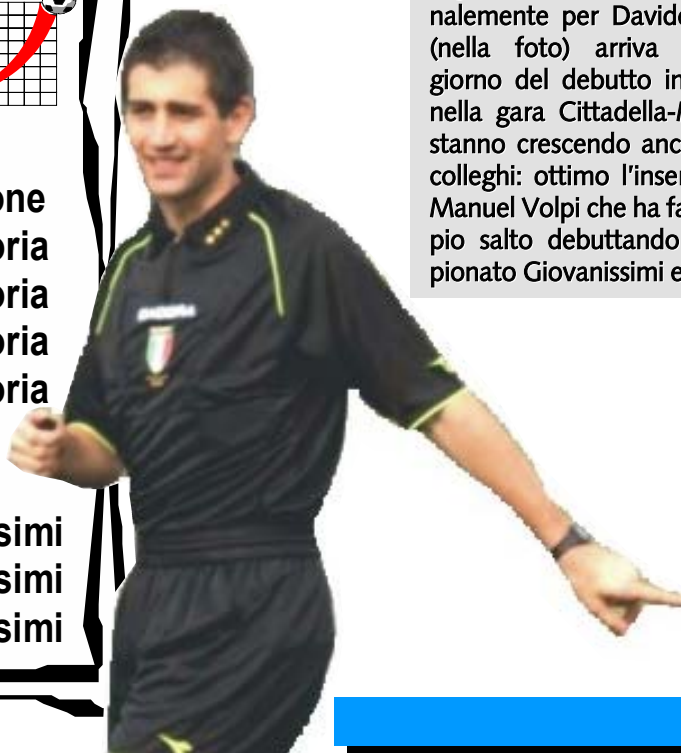 one
oria
oria
oria
oria
simi
simi
simi
DIADORA
nalemente per Davide
(nella foto) arriva
giorno del debutto in
nella gara Cittadella-M
stanno crescendo anc
colleghi: ottimo l'inser
Manuel Volpi che ha fa
pio salto debuttando
pionato Giovanissimi e